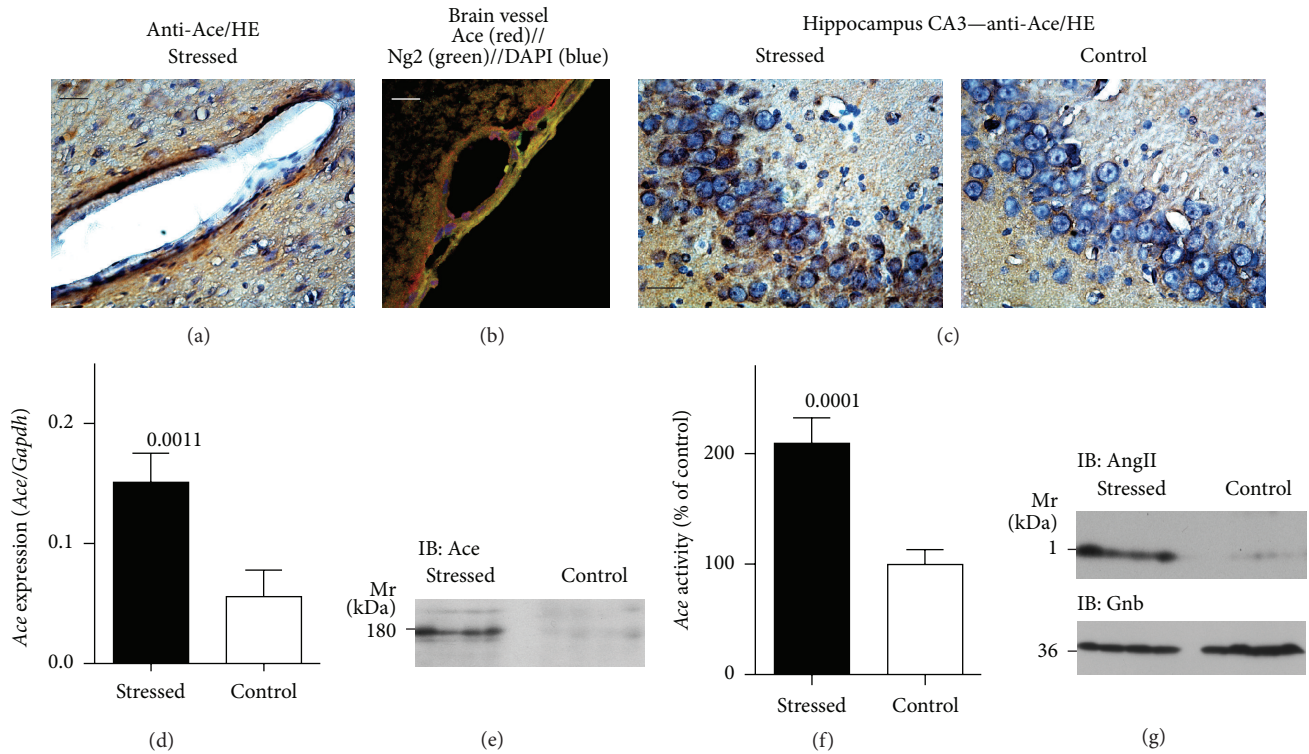 Anti-Ace/HE
Stressed
(a)
Brain vessel
Ace (red)//
Ng2 (green)//DAPI (blue)
(b)
Hippocampus CA3—anti-Ace/HE
Stressed
Control
(c)
Ace expression (Ace/Gapdh)
0.2
0.1
0.0
0.0011
Stressed
Control
(d)
IB: Ace
Stressed
Control
Mr
(kDa)
180
(e)
Ace activity (% of control)
200
100
0
0.0001
Stressed
Control
(f)
IB: AngII
Stressed
Control
Mr
(kDa)
1
IB: Gnb
36
(g)